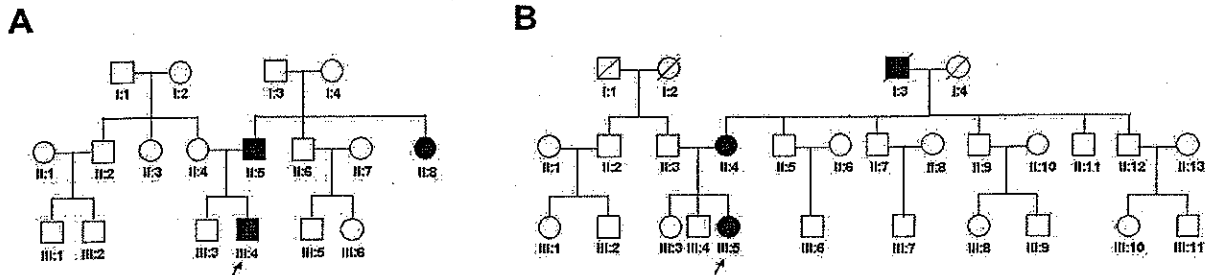 A B
I:1 I:2 I:3 I:4 I:1 I:2 I:3 I:4
II:1 II:2 II:3 II:4 II:5 II:6 II:7 II:8 II:1 II:2 II:3 II:4 II:5 II:6 II:7 II:8 II:9 II:10 II:11 II:12 II:13
III:1 III:2 III:3 III:4 III:5 III:6 III:1 III:2 III:3 III:4 III:5 III:6 III:7 III:8 III:9 III:10 III:11